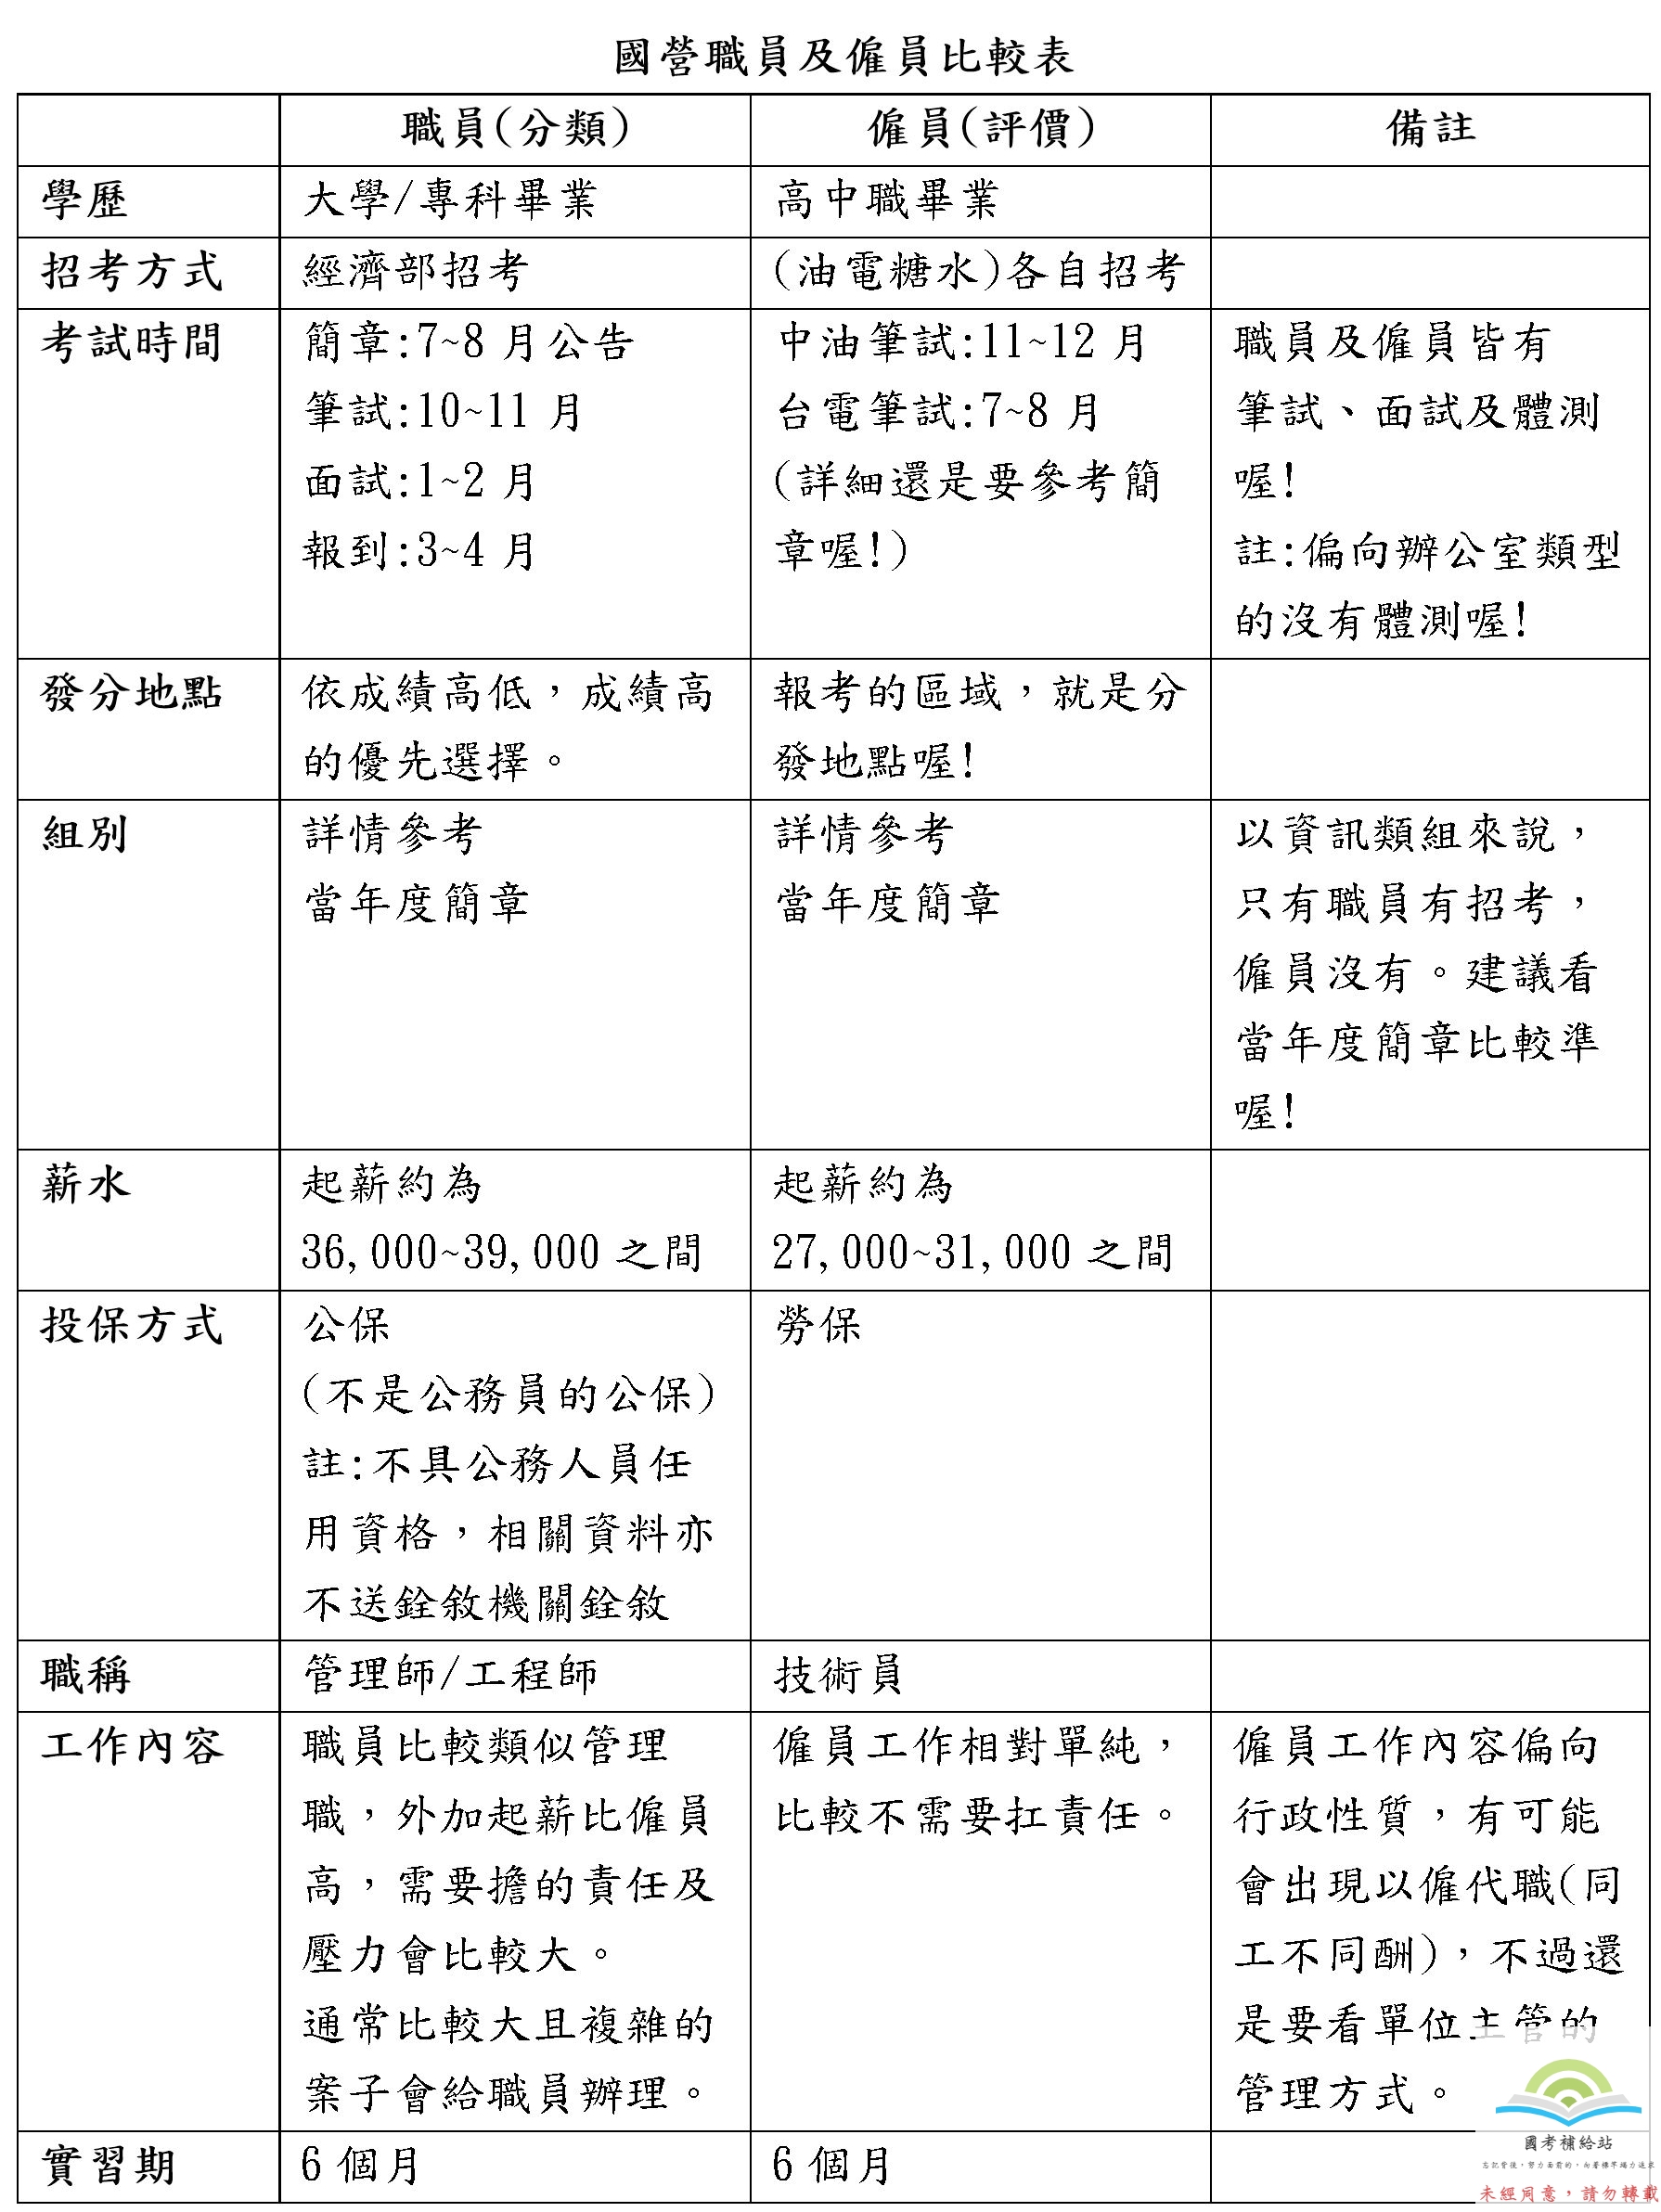 國營職員及僱員比較表
職員(分類)
僱員(評價)
備註
學歷
大學/專科畢業
高中職畢業
招考方式
經濟部招考
(油電糖水)各自招考
考試時間
簡章:7~8 月公告
筆試:10~11 月
面試:1~2 月
報到:3~4 月
中油筆試:11~12 月
台電筆試:7~8 月
(詳細還是要參考簡
章喔!)
職員及僱員皆有
筆試、面試及體測
喔!
註:偏向辦公室類型
的沒有體測喔!
發分地點
依成績高低，成績高
的優先選擇。
報考的區域，就是分
發地點喔!
組別
詳情參考
當年度簡章
詳情參考
當年度簡章
以資訊類組來說，
只有職員有招考，
僱員沒有。建議看
當年度簡章比較準
喔!
薪水
起薪約為
36,000~39,000 之間
起薪約為
27,000~31,000 之間
投保方式
公保
(不是公務員的公保)
註:不具公務人員任
用資格，相關資料亦
不送銓敘機關銓敘
勞保
職稱
管理師/工程師
技術員
工作內容
職員比較類似管理
職，外加起薪比僱員
高，需要擔的責任及
壓力會比較大。
通常比較大且複雜的
案子會給職員辦理。
僱員工作相對單純，
比較不需要扛責任。
僱員工作內容偏向
行政性質，有可能
會出現以僱代職(同
工不同酬)，不過還
是要看單位主管的
管理方式。
實習期
6 個月
6 個月
國考補給站
忘記背後，努力面前的，向著標竿竭力追求
未經同意，請勿轉載